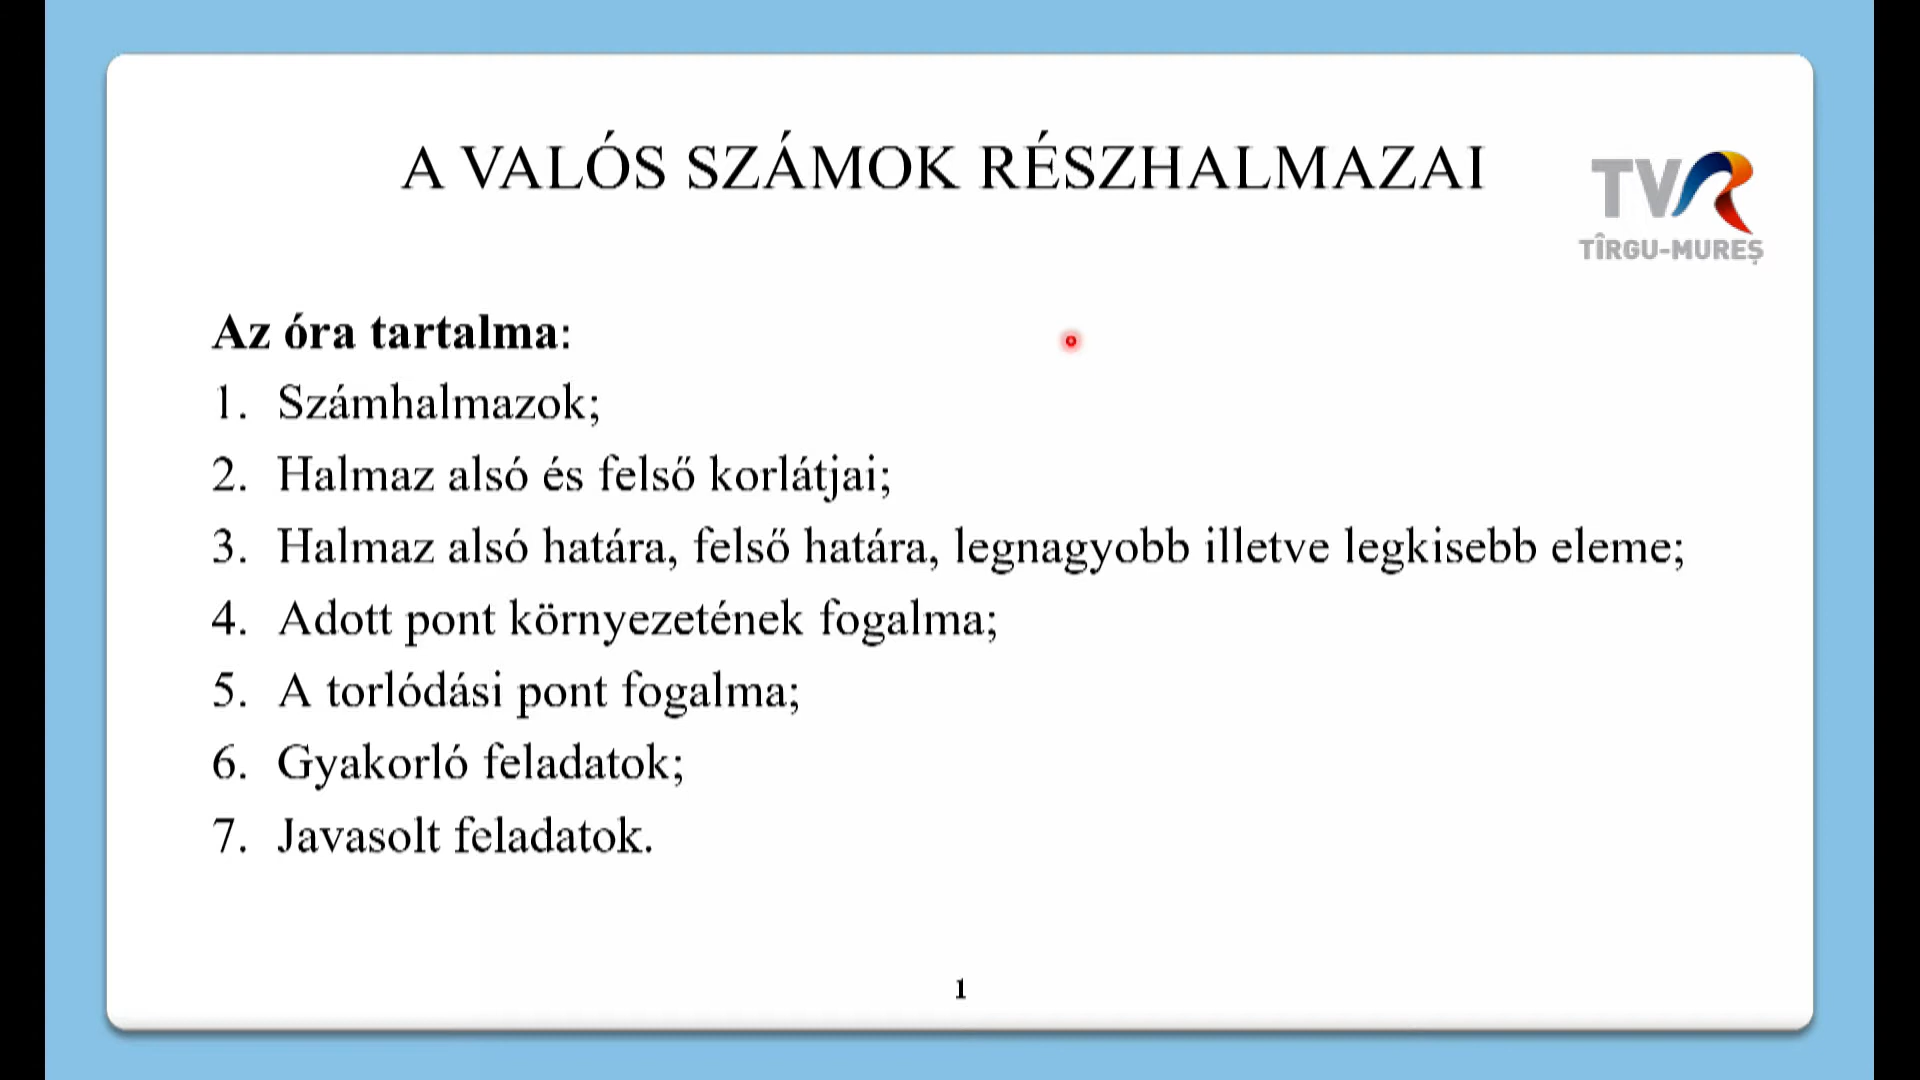 A VALÓS SZÁMOK RÉSZHALMAZAI
TVR
TÎRGU-MUREȘ
Az óra tartalma:
1. Számhalmazok;
2. Halmaz alsó és felső korlátjai;
3. Halmaz alsó határa, felső határa, legnagyobb illetve legkisebb eleme;
4. Adott pont környezetének fogalma;
5. A torlódási pont fogalma;
6. Gyakorló feladatok;
7. Javasolt feladatok.
1